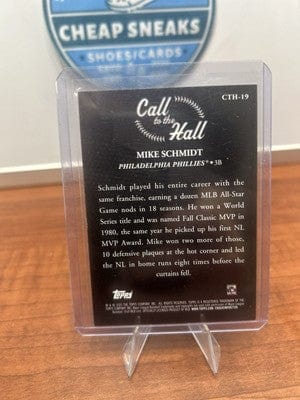 CHEAP SNEAKS
SHOES/CARDS
CTH-19
Call
to the
Hall
MIKE SCHMIDT
PHILADELPHIA PHILLIES • 3B
Schmidt played his entire career with the
same franchise, earning a dozen MLB All-Star
Game nods in 18 seasons. He won a World
Series title and was named Fall Classic MVP in
1980, the same year he picked up his first NL
MVP Award. Mike won two more of those,
10 defensive plaques at the hot corner and led
the NL in home runs eight times before the
curtains fell.
Topps